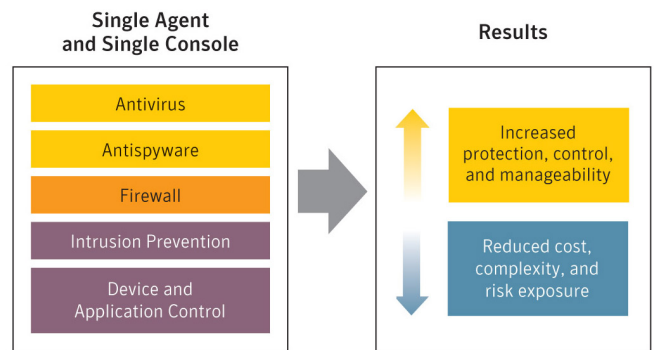 Single Agent
and Single Console
Antivirus
Antispyware
Firewall
Intrusion Prevention
Device and
Application Control
Results
Increased
protection, control,
and manageability
Reduced cost,
complexity, and
risk exposure